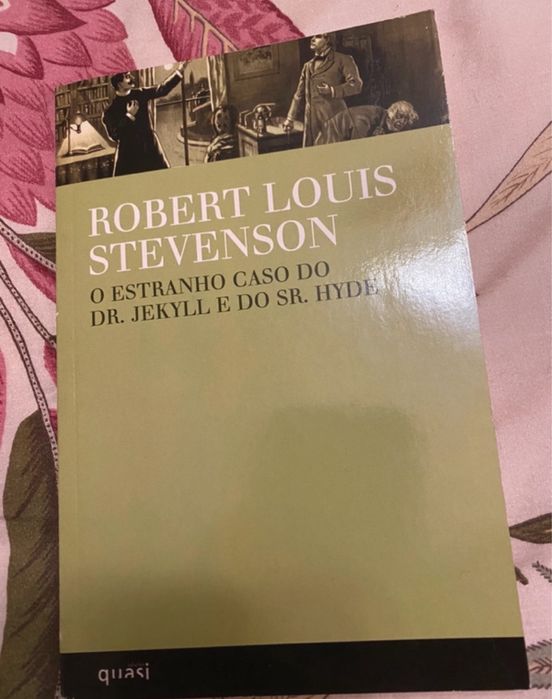 ROBERT LOUIS
STEVENSON
O ESTRANHO CASO DO
DR. JEKYLL E DO SR. HYDE
quasi